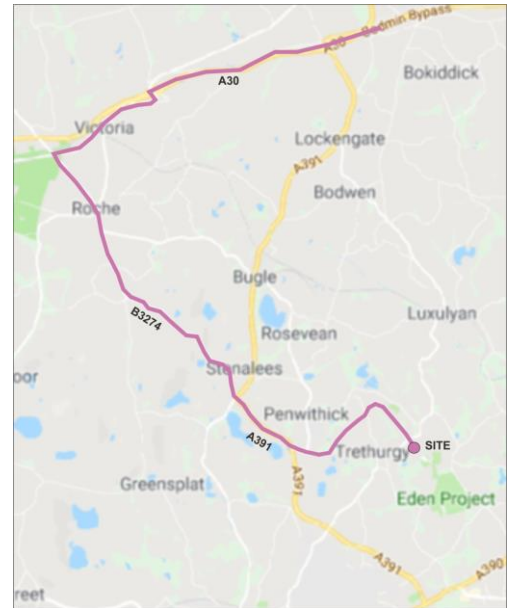 Bodmin Bypass
A30
Bokiddick
A30
Victoria
Lockengate
A391
Bodwen
Roche
Bugle
Luxulyan
B3274
Rosevean
oor
Stenalees
Penwithick
A391
Trethurgy
SITE
Greensplat
A391
Eden Project
A391
A390
reet